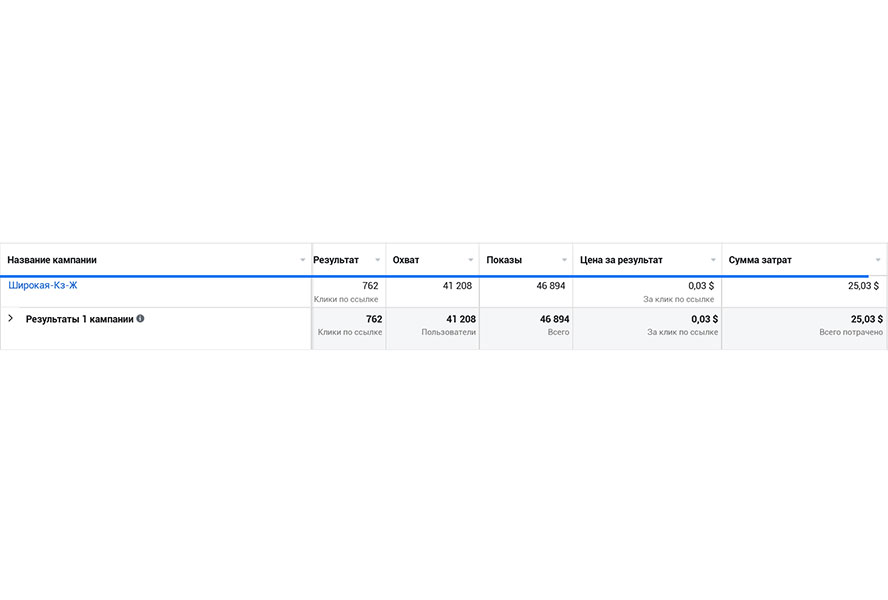 Название кампании Результат Охват Показы Цена за результат Сумма затрат
Широкая-Кз-Ж 762 41 208 46 894 0,03 $ 25,03 $
Клики по ссылке За клик по ссылке
Результаты 1 кампании 762 41 208 46 894 0,03 $ 25,03 $
Клики по ссылке Пользователи Всего За клик по ссылке Всего потрачено